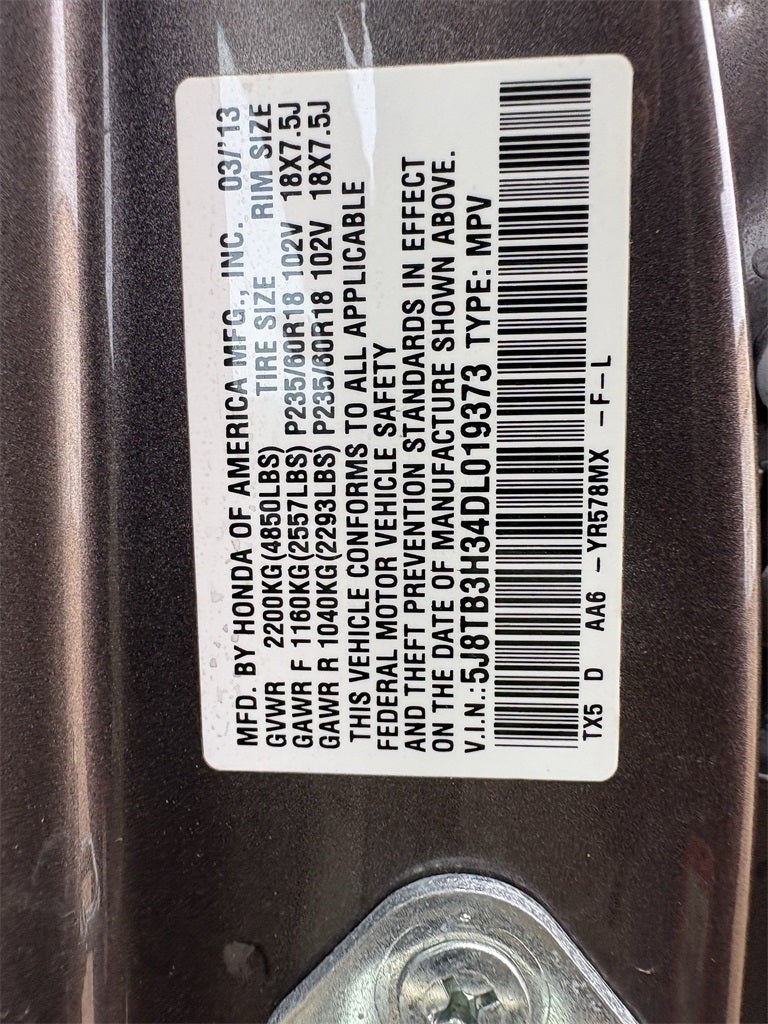 MFD. BY HONDA OF AMERICA MFG., INC. 03/'13
GVWR 2200KG(4850LBS) TIRE SIZE RIM SIZE
GAWR F 1160KG(2557LBS) P235/60R18 102V 18X7.5J
GAWR R 1040KG(2293LBS) P235/60R18 102V 18X7.5J
THIS VEHICLE CONFORMS TO ALL APPLICABLE
FEDERAL MOTOR VEHICLE SAFETY
AND THEFT PREVENTION STANDARDS IN EFFECT
ON THE DATE OF MANUFACTURE SHOWN ABOVE.
V.I.N.:5J8TB3H34DL019373 TYPE: MPV
TX5 D AA6 -YR578MX -F-L